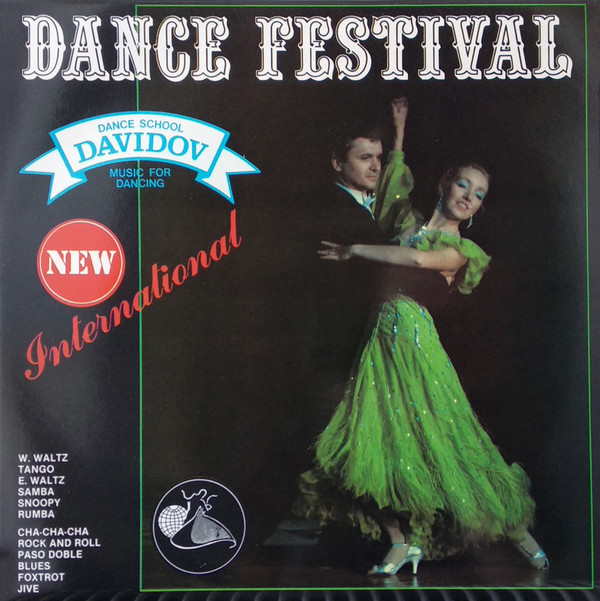 DANCE FESTIVAL
DANCE SCHOOL
DAVIDOV
MUSIC FOR
DANCING
NEW
International
W. WALTZ
TANGO
E. WALTZ
SAMBA
SNOOPY
RUMBA
CHA-CHA-CHA
ROCK AND ROLL
PASO DOBLE
BLUES
FOXTROT
JIVE